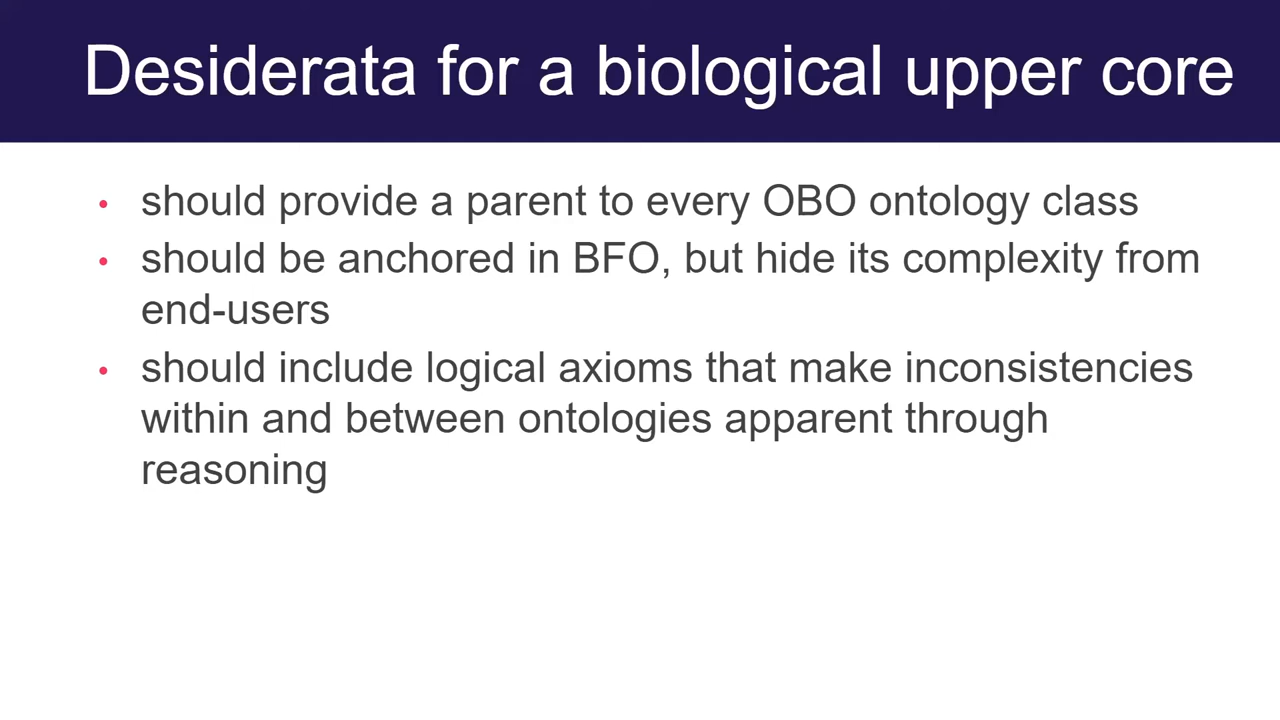 Desiderata for a biological upper core
• should provide a parent to every OBO ontology class
• should be anchored in BFO, but hide its complexity from
end-users
• should include logical axioms that make inconsistencies
within and between ontologies apparent through
reasoning